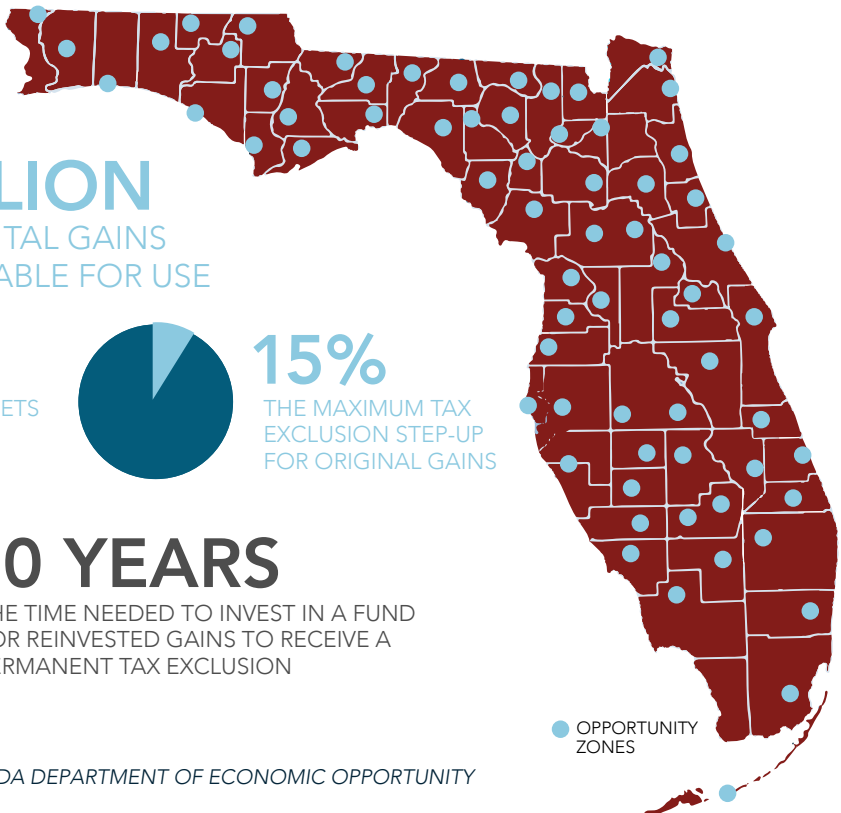 LION
TAL GAINS
ABLE FOR USE
ETS
15%
THE MAXIMUM TAX
EXCLUSION STEP-UP
FOR ORIGINAL GAINS
0 YEARS
HE TIME NEEDED TO INVEST IN A FUND
OR REINVESTED GAINS TO RECEIVE A
ERMANENT TAX EXCLUSION
OPPORTUNITY
ZONES
DA DEPARTMENT OF ECONOMIC OPPORTUNITY